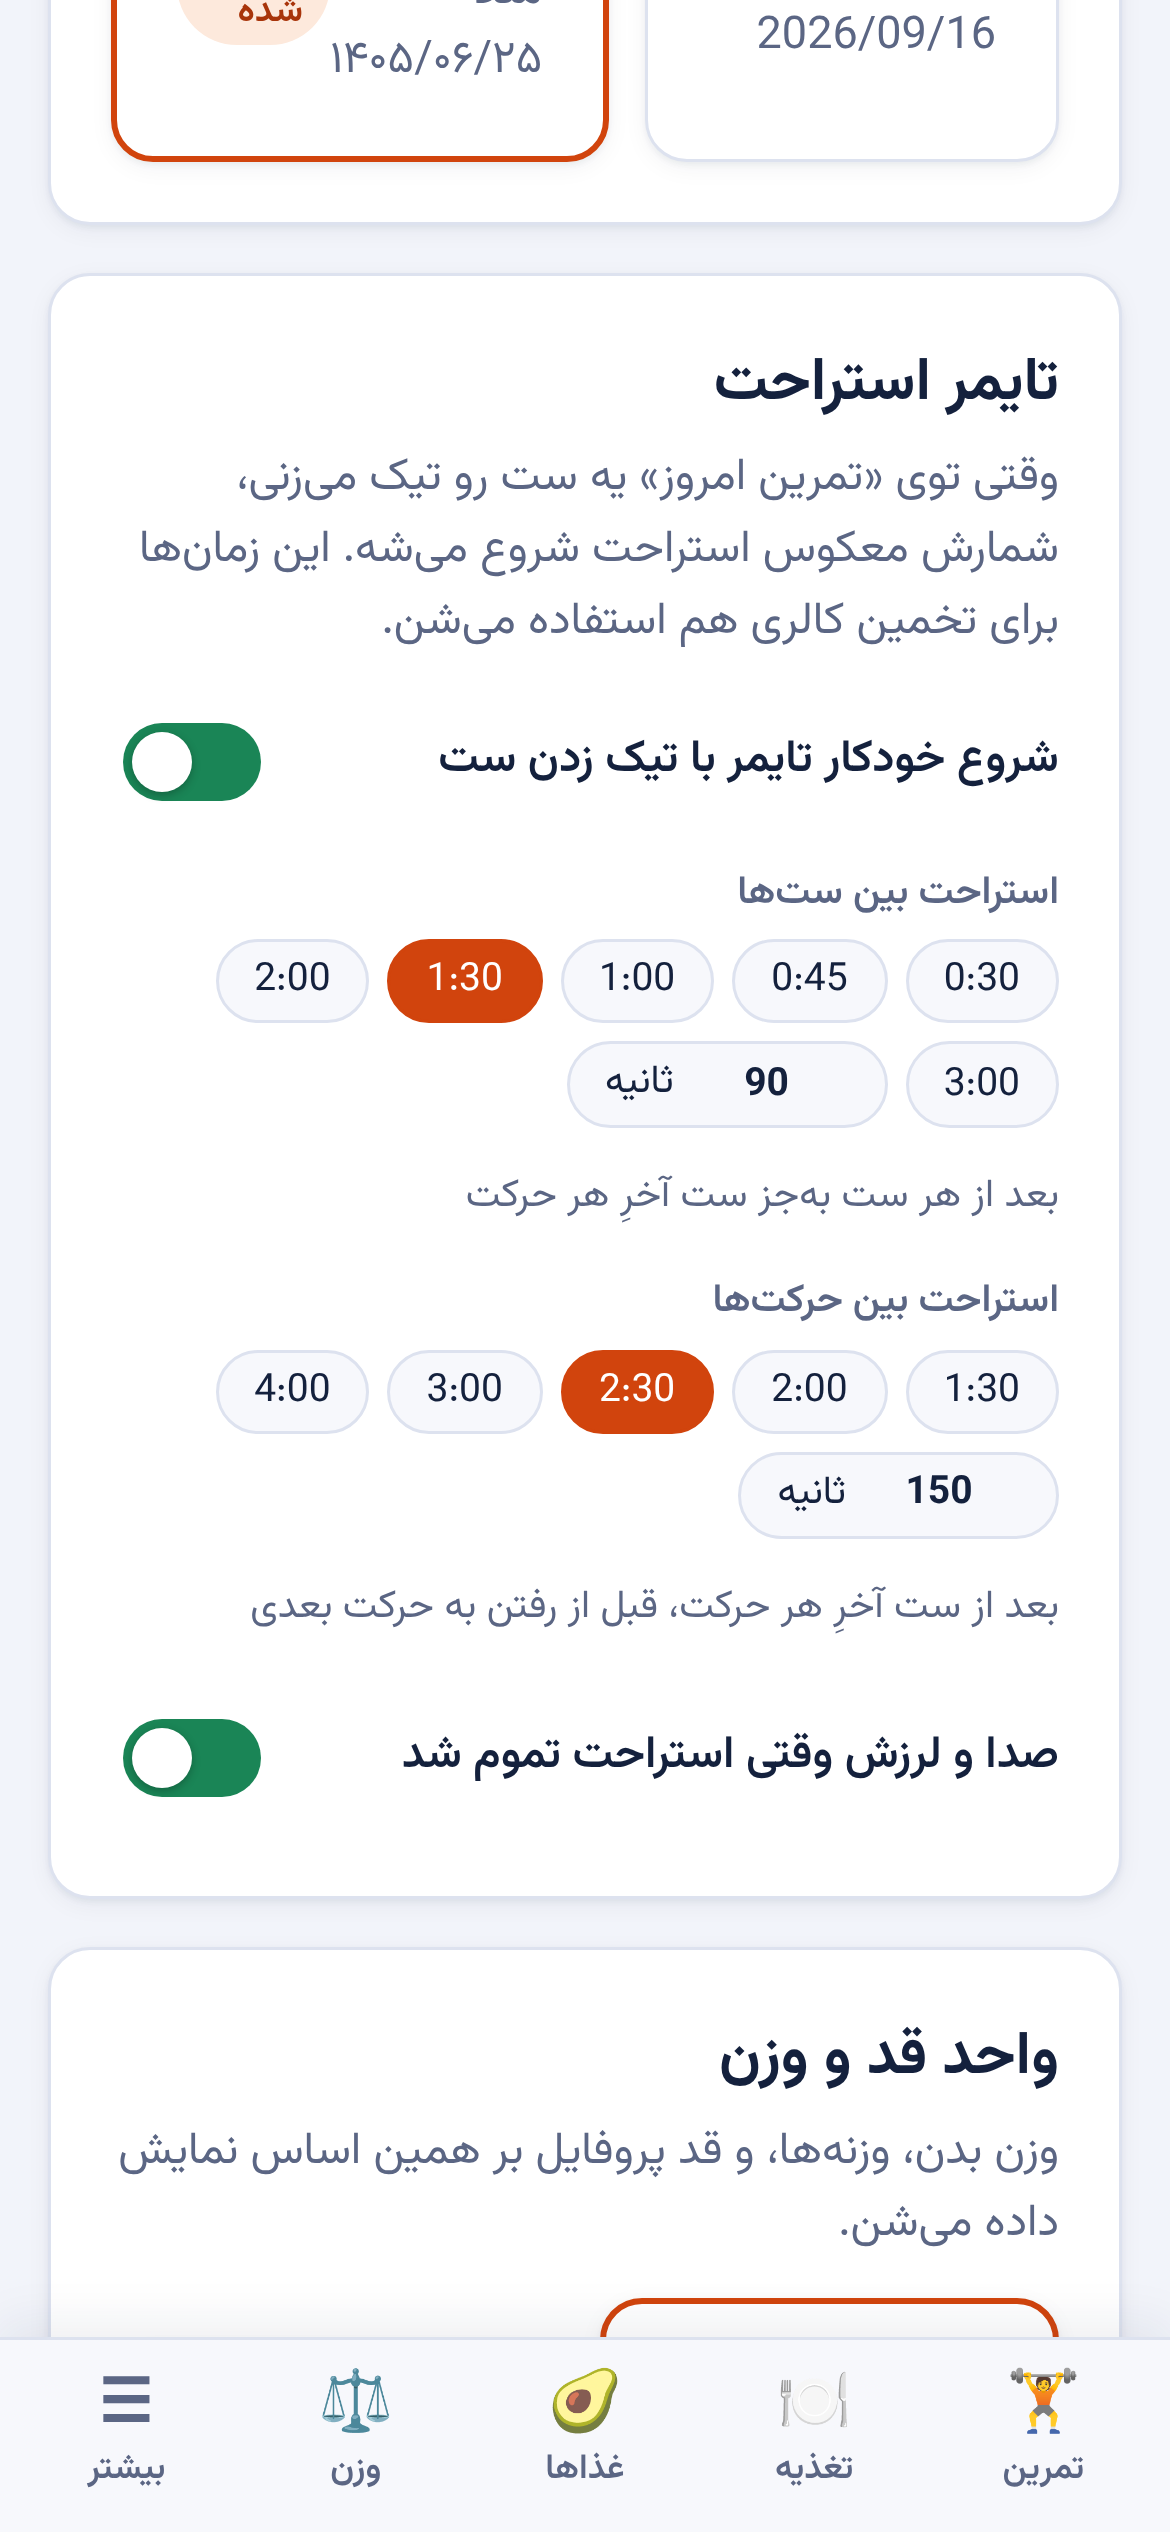 2026/09/16
شده
۱۴۰۵/۰۶/۲۵
تایمر استراحت
وقتی توی «تمرین امروز» یه ست رو تیک می‌زنی،
شمارش معکوس استراحت شروع می‌شه. این زمان‌ها
برای تخمین کالری هم استفاده می‌شن.
شروع خودکار تایمر با تیک زدن ست
استراحت بین ست‌ها
0:30 0:45 1:00 1:30 2:00
3:00 90 ثانیه
بعد از هر ست به‌جز ست آخرِ هر حرکت
استراحت بین حرکت‌ها
1:30 2:00 2:30 3:00 4:00
150 ثانیه
بعد از ست آخرِ هر حرکت، قبل از رفتن به حرکت بعدی
صدا و لرزش وقتی استراحت تموم شد
واحد قد و وزن
وزن بدن، وزنه‌ها، و قد پروفایل بر همین اساس نمایش
داده می‌شن.
تمرین تغذیه غذاها وزن بیشتر